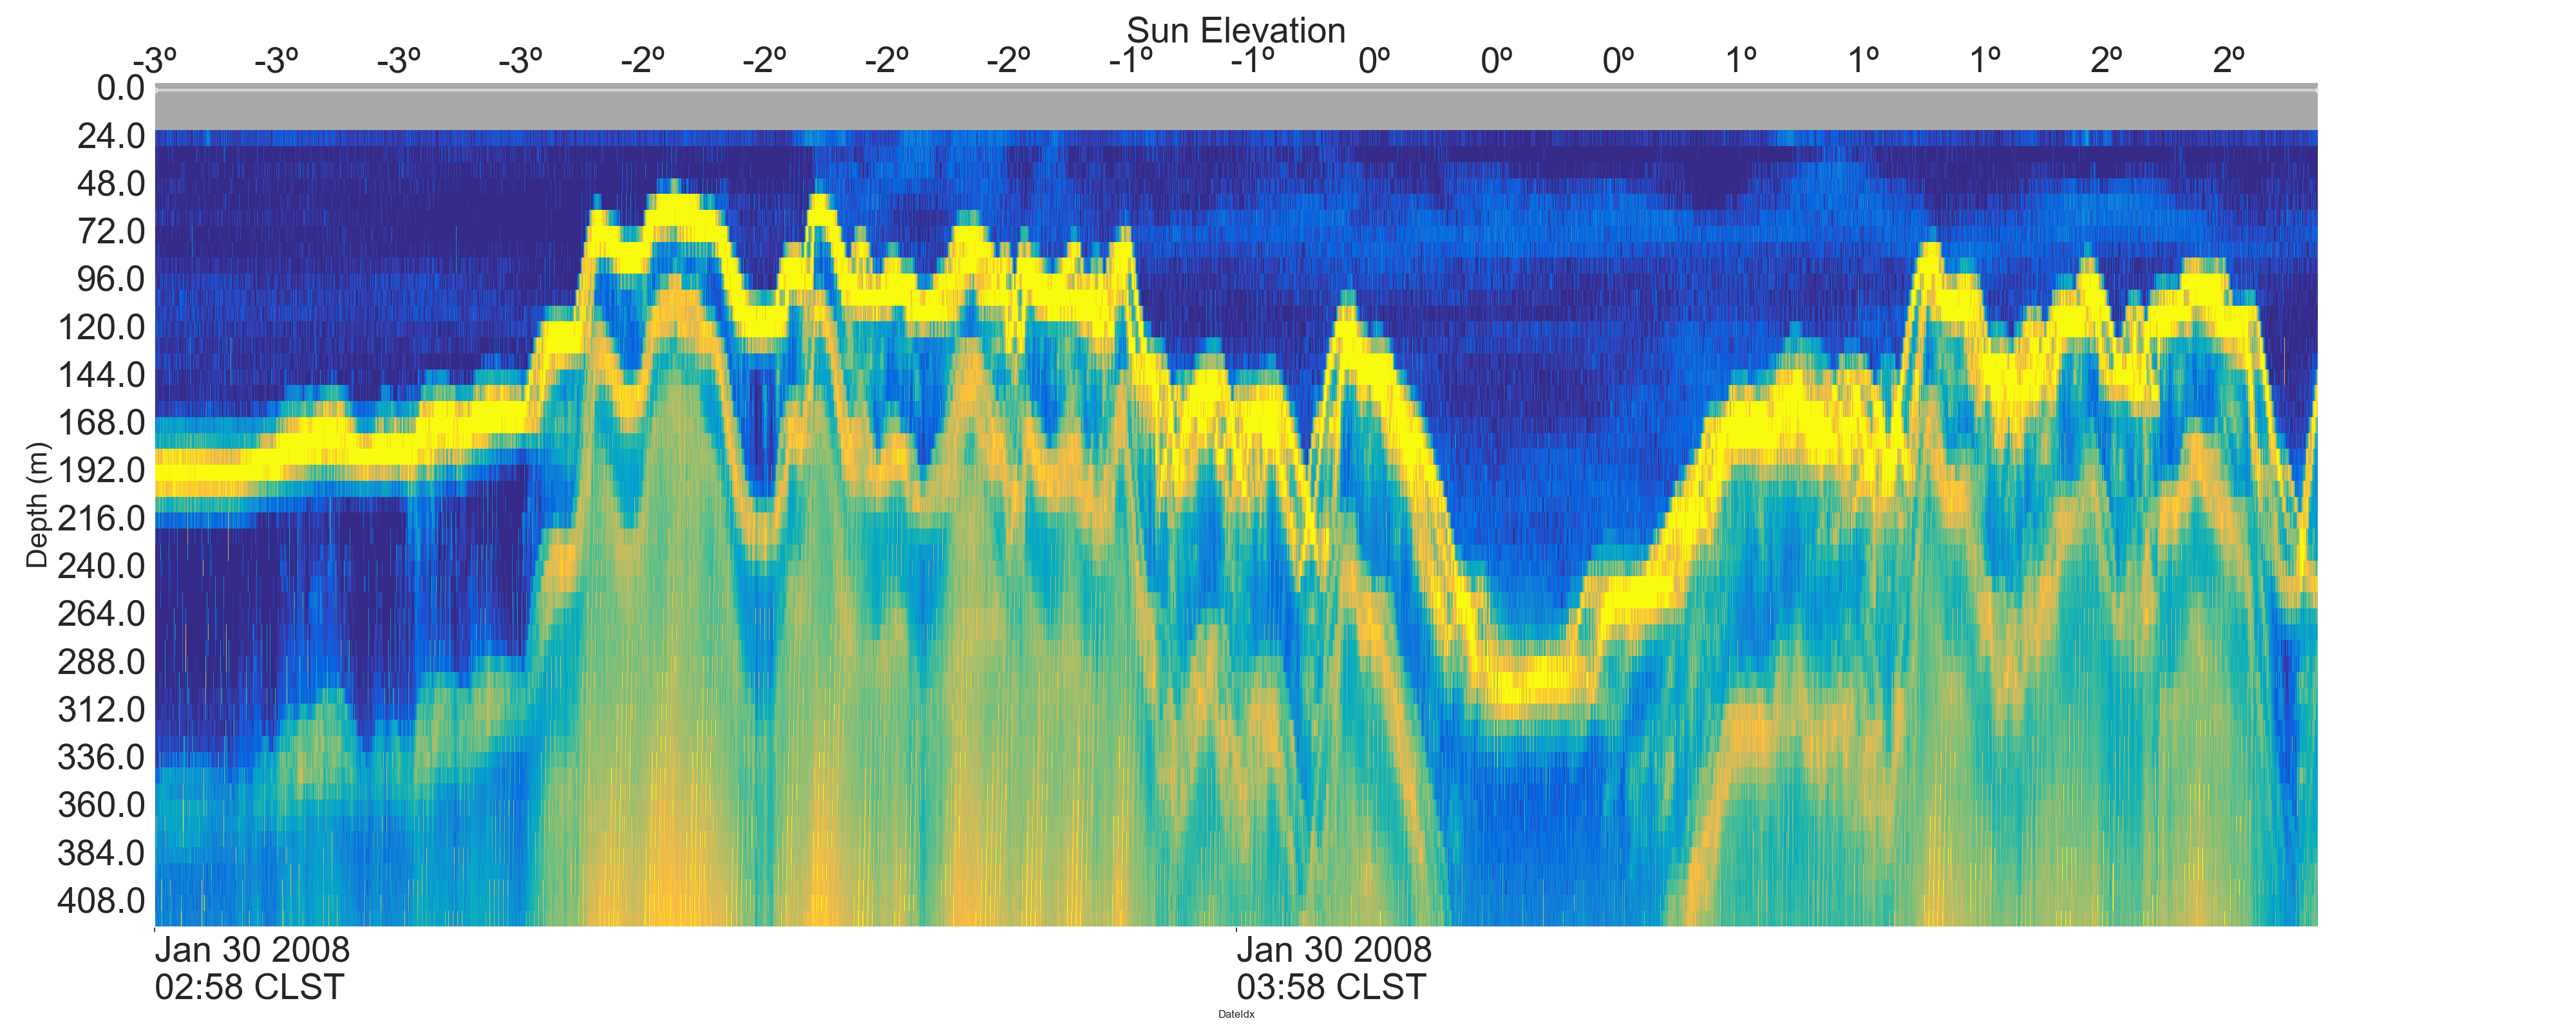 Sun Elevation
-3º -3º -3º -3º -2º -2º -2º -2º -1º -1º 0º 0º 0º 1º 1º 1º 2º 2º
0.0
24.0
48.0
72.0
96.0
120.0
144.0
168.0
192.0
216.0
240.0
264.0
288.0
312.0
336.0
360.0
384.0
408.0
Depth (m)
Jan 30 2008
02:58 CLST
Jan 30 2008
03:58 CLST
DateIdx